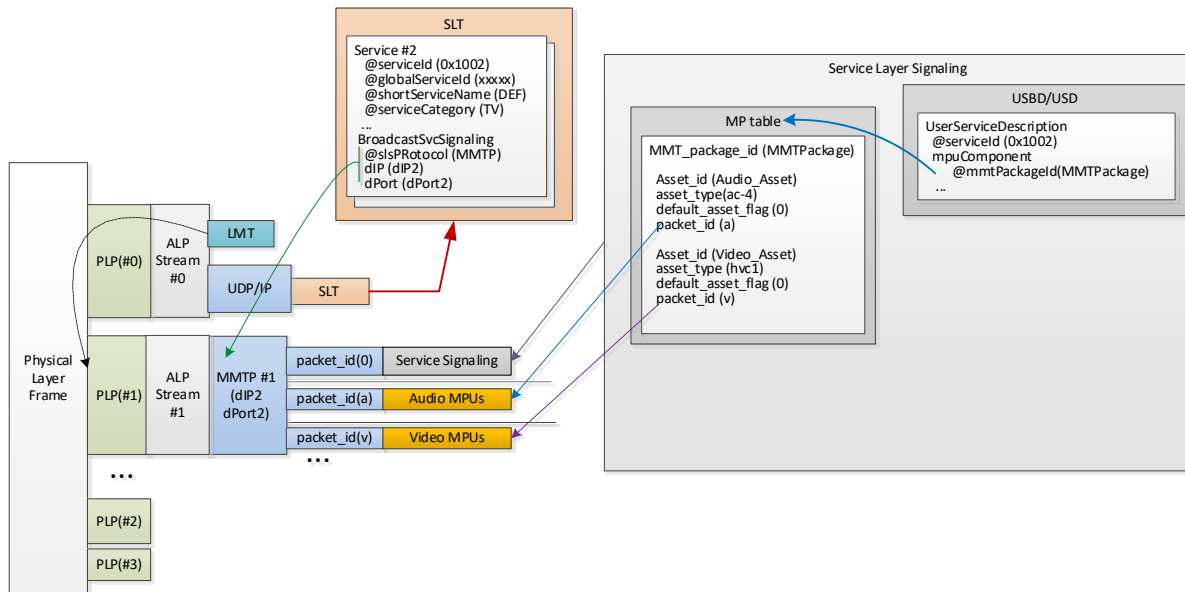 SLT
Service #2
@serviceId (0x1002)
@globalServiceId (xxxxx)
@shortServiceName (DEF)
@serviceCategory (TV)
...
BroadcastSvcSignaling
@slsPRotocol (MMTP)
dIP (dIP2)
dPort (dPort2)
Service Layer Signaling
MP table
MMT_package_id (MMTPackage)
Asset_id (Audio_Asset)
asset_type(ac-4)
default_asset_flag (0)
packet_id (a)
Asset_id (Video_Asset)
asset_type (hvc1)
default_asset_flag (0)
packet_id (v)
USBD/USD
UserServiceDescription
@serviceId (0x1002)
mpuComponent
@mmtPackageId(MMTPackage)
...
Physical
Layer
Frame
PLP(#0)
ALP
Stream
#0
LMT
UDP/IP
SLT
PLP(#1)
ALP
Stream
#1
MMTP #1
(dIP2
dPort2)
packet_id(0)
Service Signaling
packet_id(a)
Audio MPUs
packet_id(v)
Video MPUs
...
...
PLP(#2)
PLP(#3)